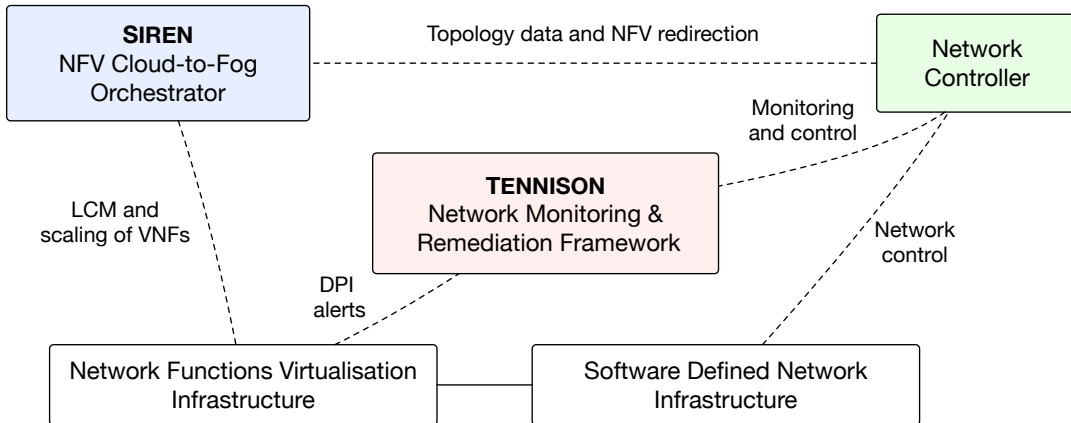 SIREN
NFV Cloud-to-Fog
Orchestrator
Topology data and NFV redirection
Network
Controller
Monitoring
and control
TENNISON
Network Monitoring &
Remediation Framework
LCM and
scaling of VNFs
Network
control
DPI
alerts
Network Functions Virtualisation
Infrastructure
Software Defined Network
Infrastructure